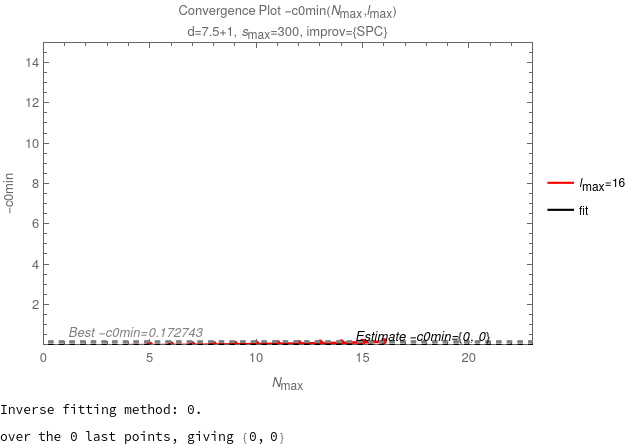 Convergence Plot -c0min(Nmax,lmax)
d=7.5+1, smax=300, improv={SPC}
14
12
10
8
6
4
2
-c0min
Best -c0min=0.172743
Estimate -c0min={0, 0}
0 5 10 15 20
Nmax
lmax=16
fit
Inverse fitting method: 0.
over the 0 last points, giving {0, 0}